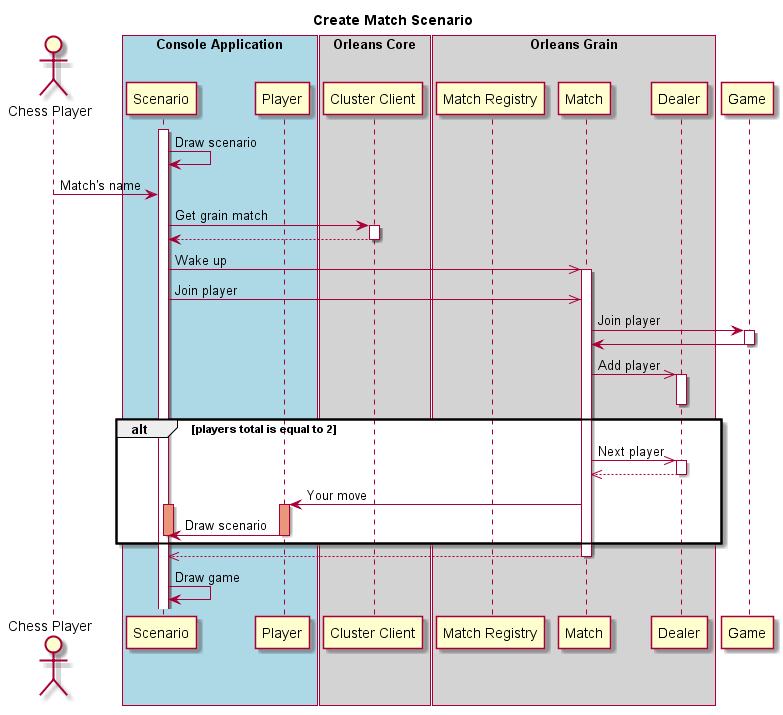 Create Match Scenario
Console Application
Orleans Core
Orleans Grain
Chess Player
Scenario
Player
Cluster Client
Match Registry
Match
Dealer
Game
Draw scenario
Match's name
Get grain match
Wake up
Join player
Join player
Add player
alt
[players total is equal to 2]
Next player
Your move
Draw scenario
Draw game
Chess Player
Scenario
Player
Cluster Client
Match Registry
Match
Dealer
Game